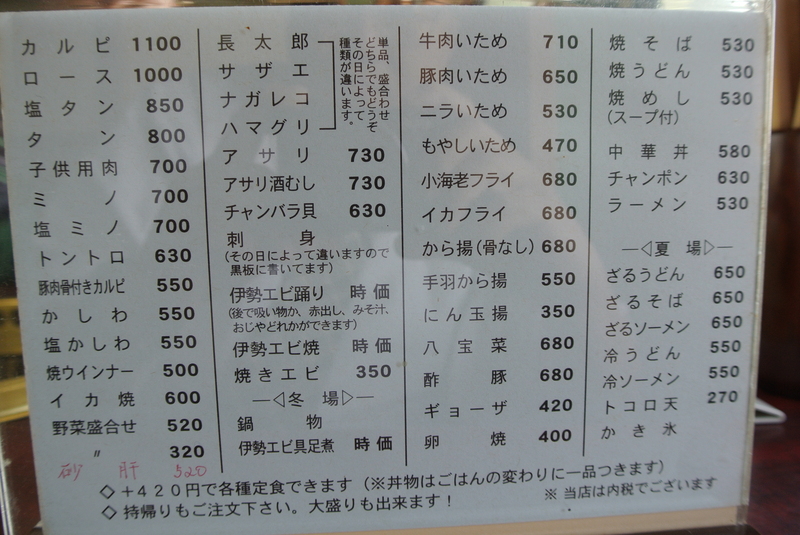 カルビ 1100
ロース 1000
塩タン 850
タン 800
子供用肉 700
ミノ 700
塩ミノ 700
トントロ 630
豚肉骨付きカルビ 550
かしわ 550
塩かしわ 550
焼ウインナー 500
イカ焼 600
野菜盛合せ 520
〃 320
砂肝 520
長太郎
サザエ
ナガレコ
ハマグリ
単品、盛合わせ
どちらでもどうぞ
その日によって
種類が違います。
アサリ 730
アサリ酒むし 730
チャンバラ貝 630
刺身
(その日によって違いますので
黒板に書いてます)
伊勢エビ踊り 時価
(後で吸い物か、赤出し、みそ汁、
おじやどれかができます)
伊勢エビ焼 時価
焼きエビ 350
―◁冬場▷―
鍋物
伊勢エビ具足煮 時価
牛肉いため 710
豚肉いため 650
ニラいため 530
もやしいため 470
小海老フライ 680
イカフライ 680
から揚(骨なし) 680
手羽から揚 550
にん玉揚 350
八宝菜 680
酢豚 680
ギョーザ 420
卵焼 400
焼そば 530
焼うどん 530
焼めし 530
(スープ付)
中華丼 580
チャンポン 630
ラーメン 530
―◁夏場▷―
ざるうどん 650
ざるそば 650
ざるソーメン 650
冷うどん 550
冷ソーメン 550
トコロ天 270
かき氷
◇＋420円で各種定食できます (※丼物はごはんの変わりに一品つきます)
◇持帰りもご注文下さい。大盛りも出来ます！
※当店は内税でございます